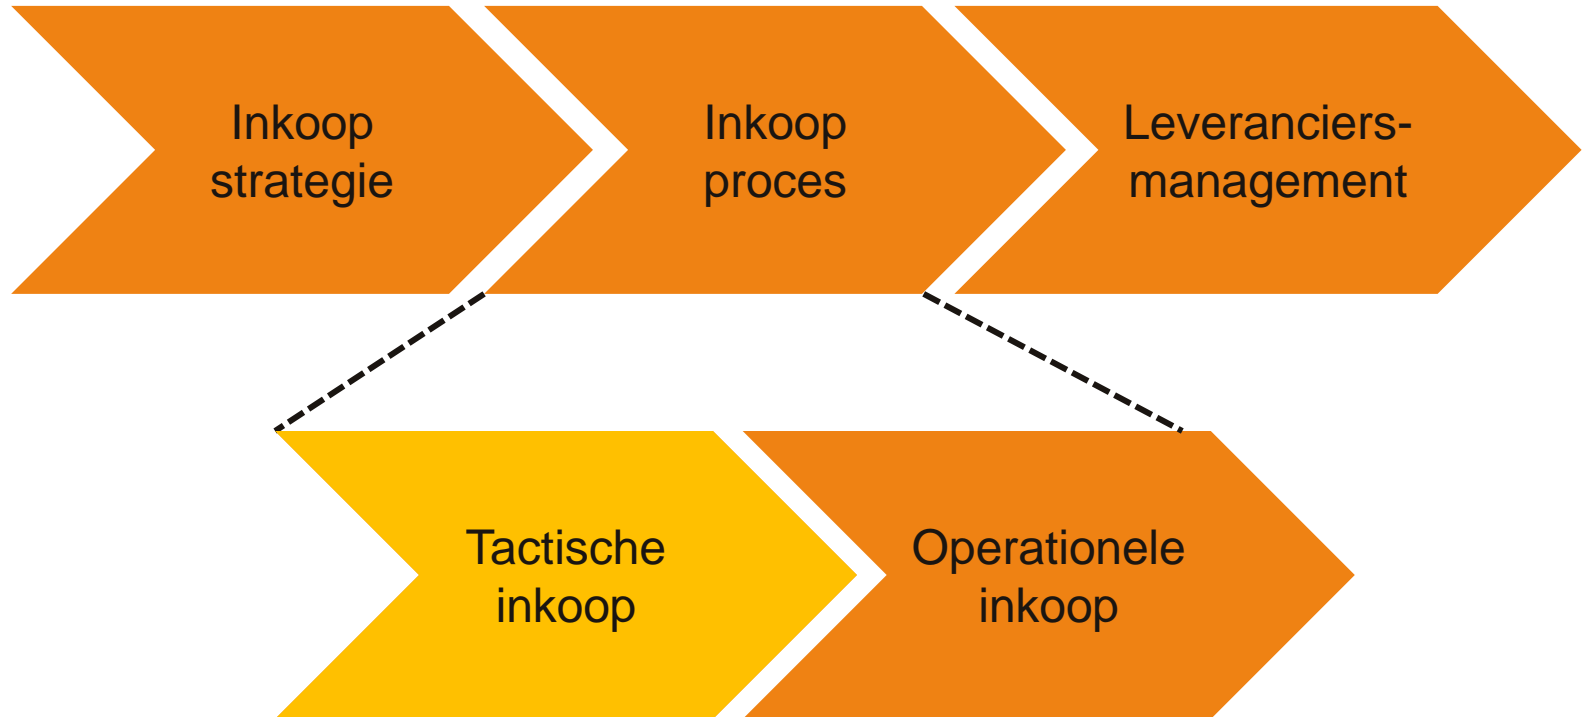 Inkoop
strategie
Inkoop
proces
Leveranciers-
management
Tactische
inkoop
Operationele
inkoop